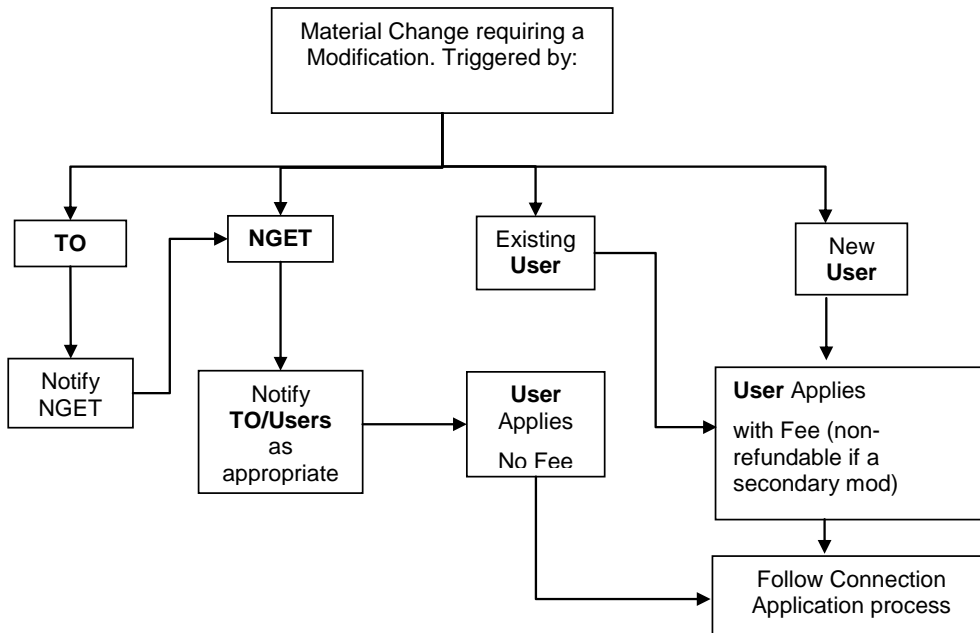 Material Change requiring a
Modification. Triggered by:
TO
NGET
Existing
User
New
User
Notify
NGET
Notify
TO/Users
as
appropriate
User
Applies
No Fee
User Applies
with Fee (non-
refundable if a
secondary mod)
Follow Connection
Application process